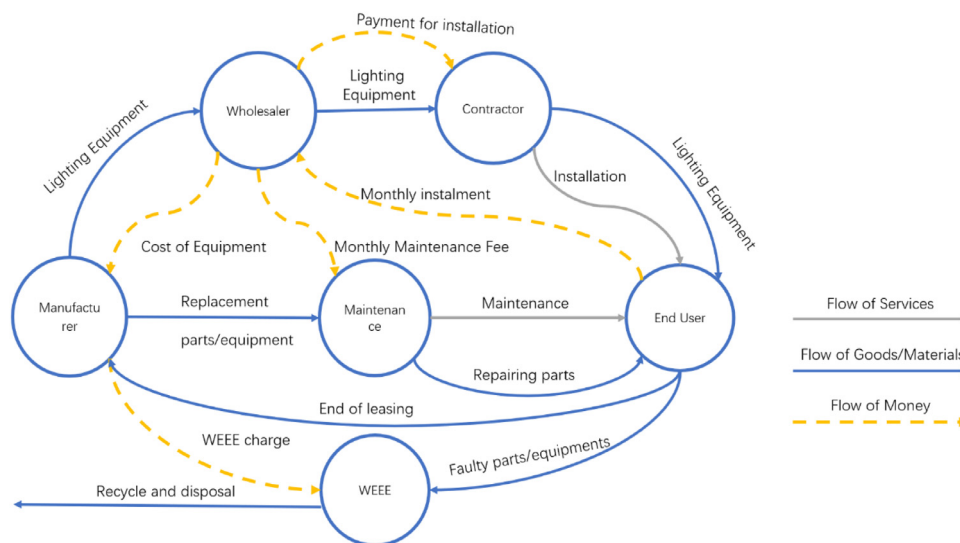 Payment for installation
Lighting
Equipment
Wholesaler
Contractor
Lighting Equipment
Lighting Equipment
Installation
Monthly instalment
Cost of Equipment
Monthly Maintenance Fee
Manufactu
rer
Replacement
parts/equipment
Maintenan
ce
Maintenance
End User
Flow of Services
Flow of Goods/Materials
Repairing parts
End of leasing
Flow of Money
WEEE charge
Faulty parts/equipments
Recycle and disposal
WEEE